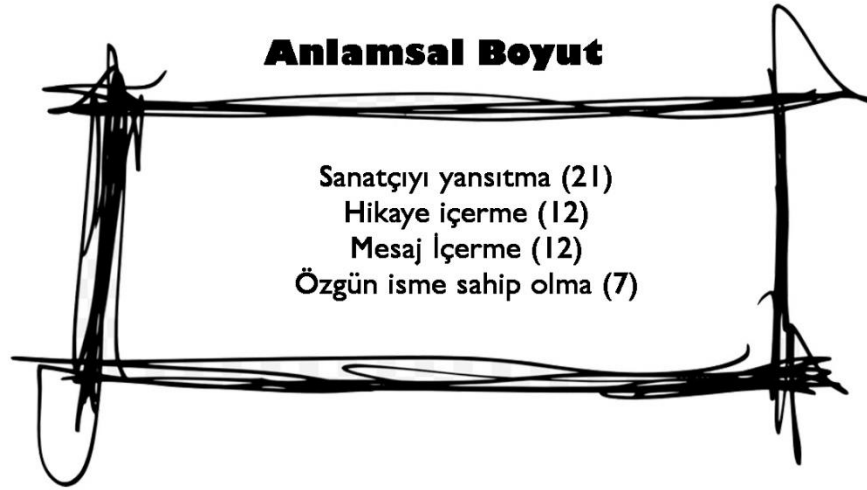 Anlamsal Boyut
Sanatçıyı yansıtma (21)
Hikaye içerme (12)
Mesaj İçerme (12)
Özgün isme sahip olma (7)